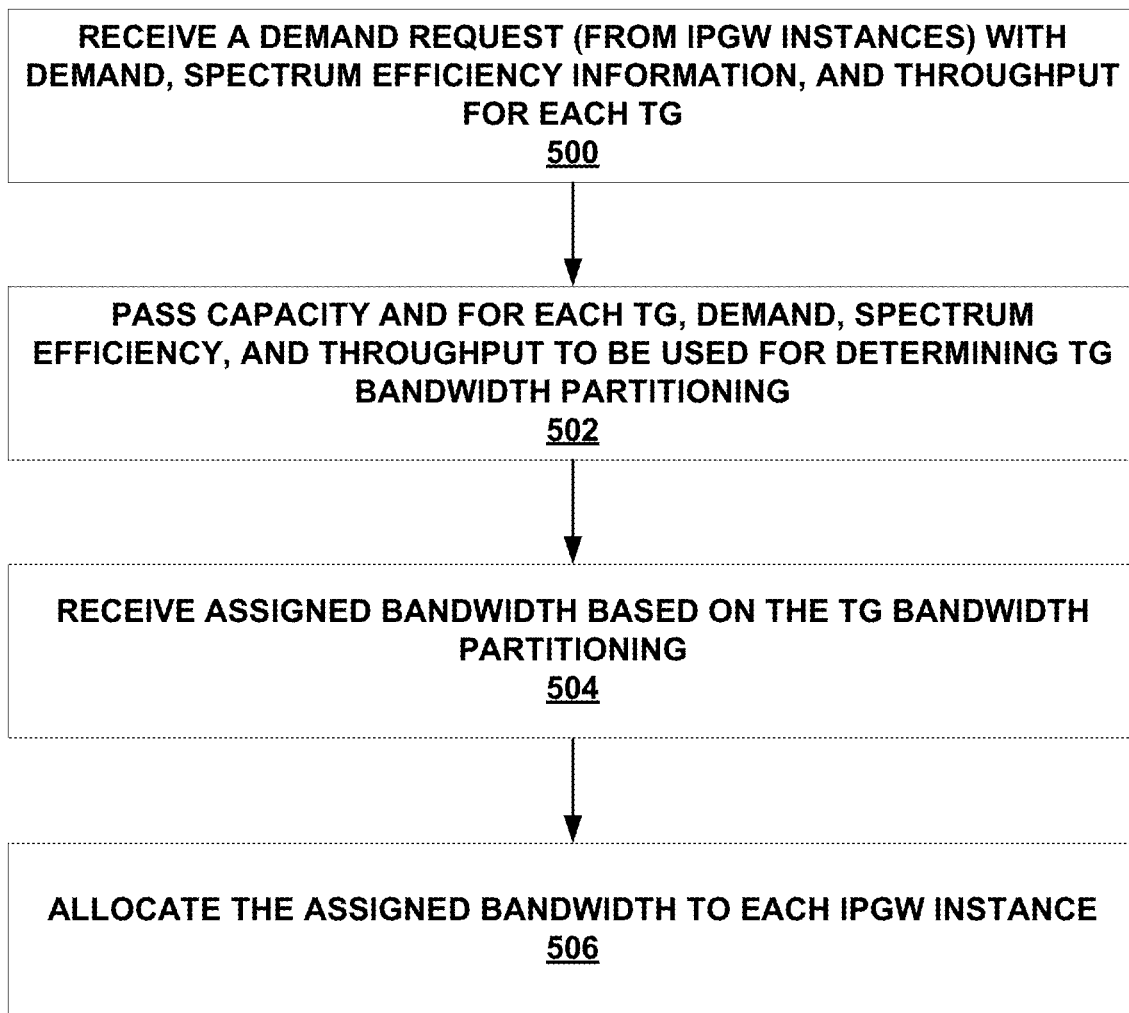 RECEIVE A DEMAND REQUEST (FROM IPGW INSTANCES) WITH
DEMAND, SPECTRUM EFFICIENCY INFORMATION, AND THROUGHPUT
FOR EACH TG
500
PASS CAPACITY AND FOR EACH TG, DEMAND, SPECTRUM
EFFICIENCY, AND THROUGHPUT TO BE USED FOR DETERMINING TG
BANDWIDTH PARTITIONING
502
RECEIVE ASSIGNED BANDWIDTH BASED ON THE TG BANDWIDTH
PARTITIONING
504
ALLOCATE THE ASSIGNED BANDWIDTH TO EACH IPGW INSTANCE
506